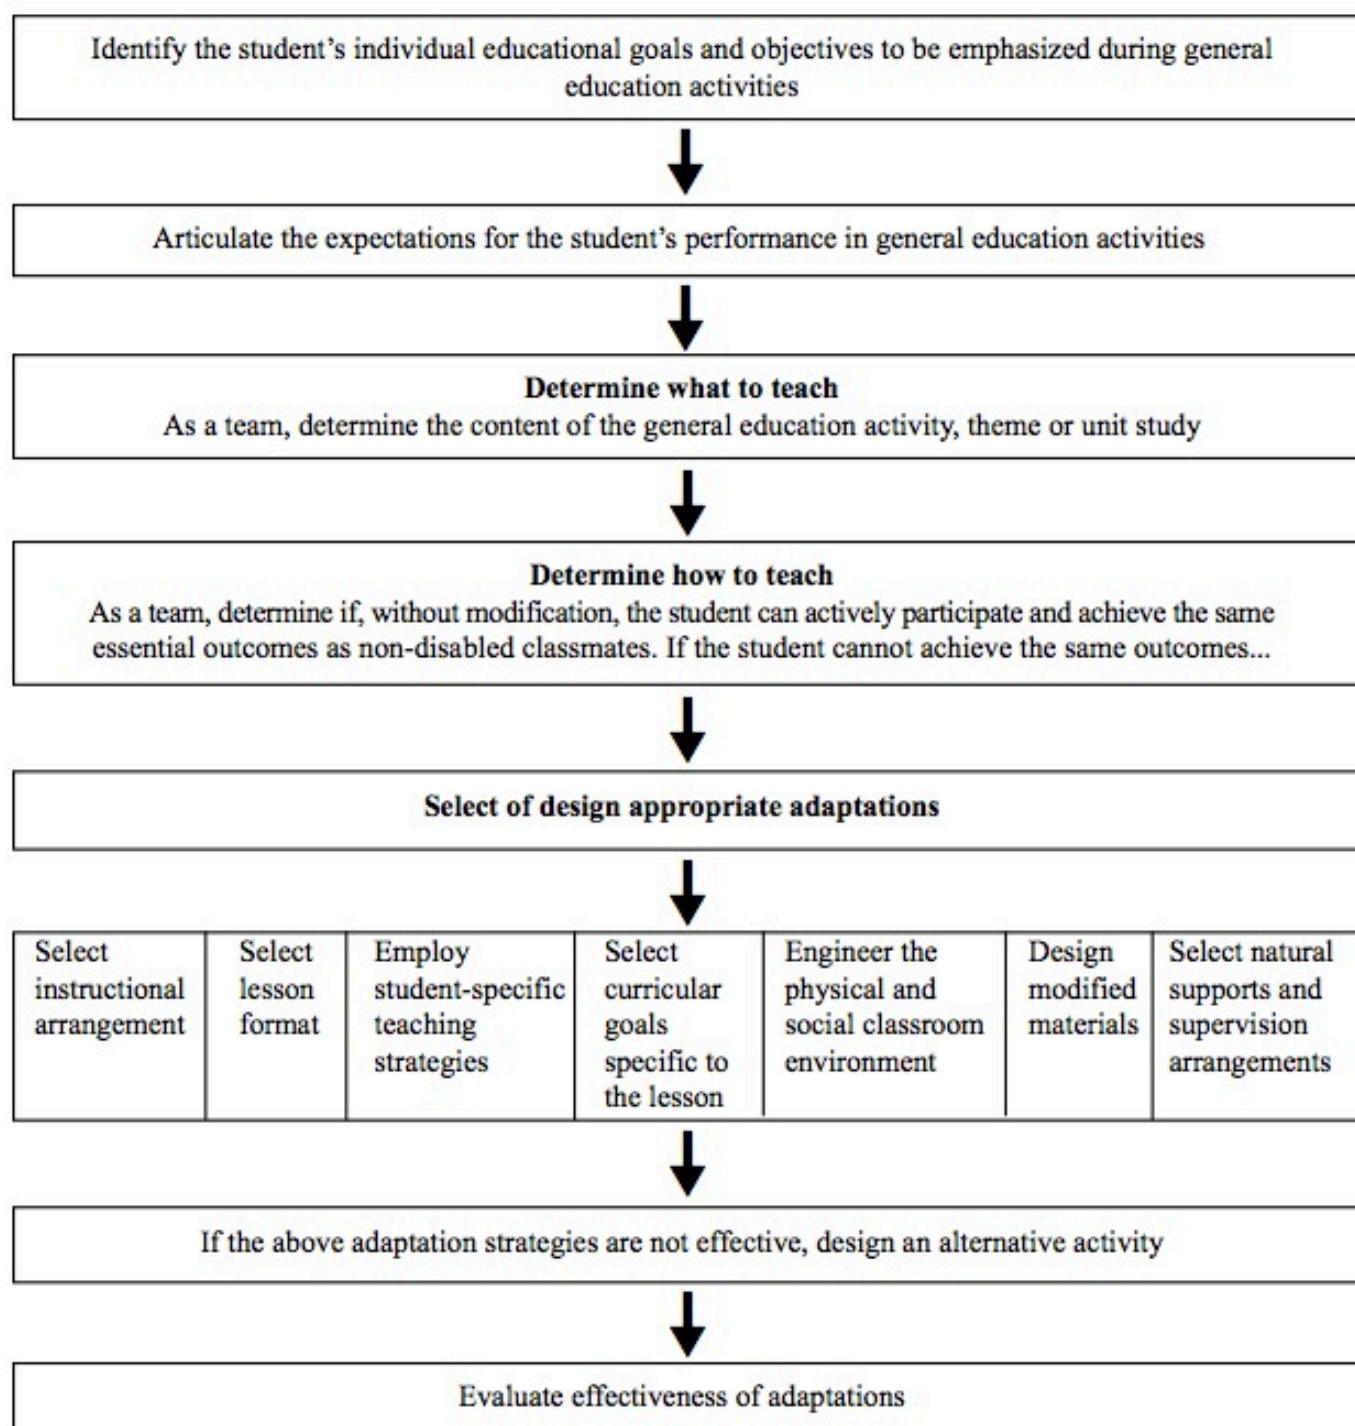 Identify the student’s individual educational goals and objectives to be emphasized during general
education activities
Articulate the expectations for the student’s performance in general education activities
Determine what to teach
As a team, determine the content of the general education activity, theme or unit study
Determine how to teach
As a team, determine if, without modification, the student can actively participate and achieve the same
essential outcomes as non-disabled classmates. If the student cannot achieve the same outcomes...
Select of design appropriate adaptations
Select
instructional
arrangement
Select
lesson
format
Employ
student-specific
teaching
strategies
Select
curricular
goals
specific to
the lesson
Engineer the
physical and
social classroom
environment
Design
modified
materials
Select natural
supports and
supervision
arrangements
If the above adaptation strategies are not effective, design an alternative activity
Evaluate effectiveness of adaptations